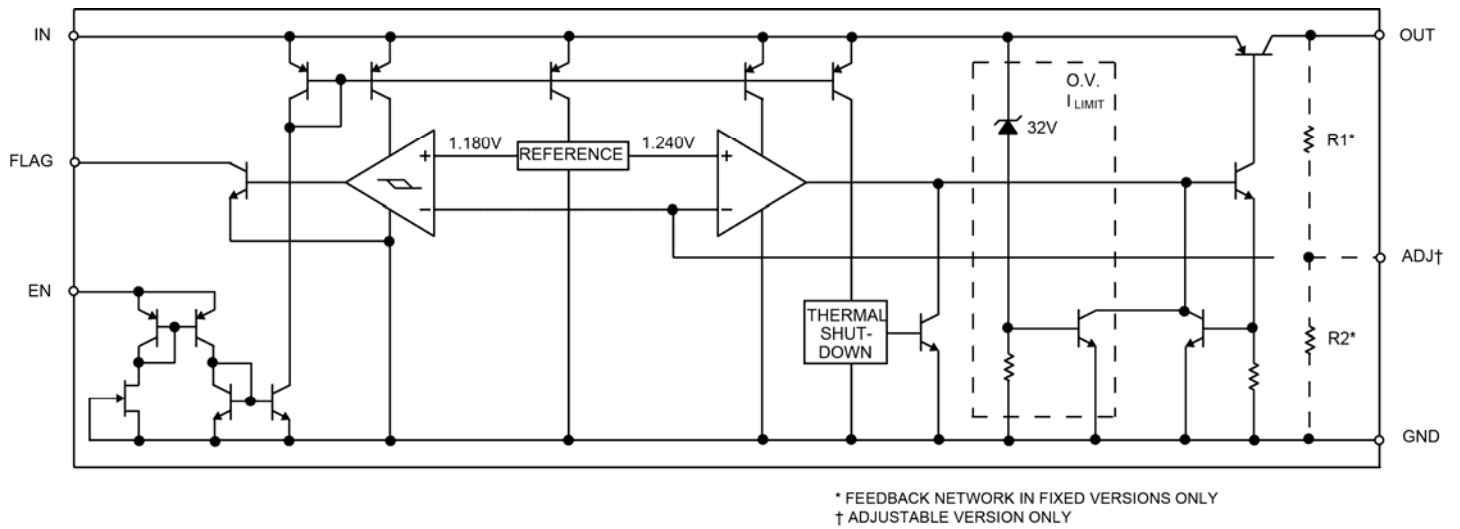 IN
OUT
O.V.
I LIMIT
32V
R1*
FLAG
+
1.180V
REFERENCE
1.240V
+
−
−
ADJ†
EN
THERMAL
SHUT-
DOWN
R2*
GND
* FEEDBACK NETWORK IN FIXED VERSIONS ONLY
† ADJUSTABLE VERSION ONLY